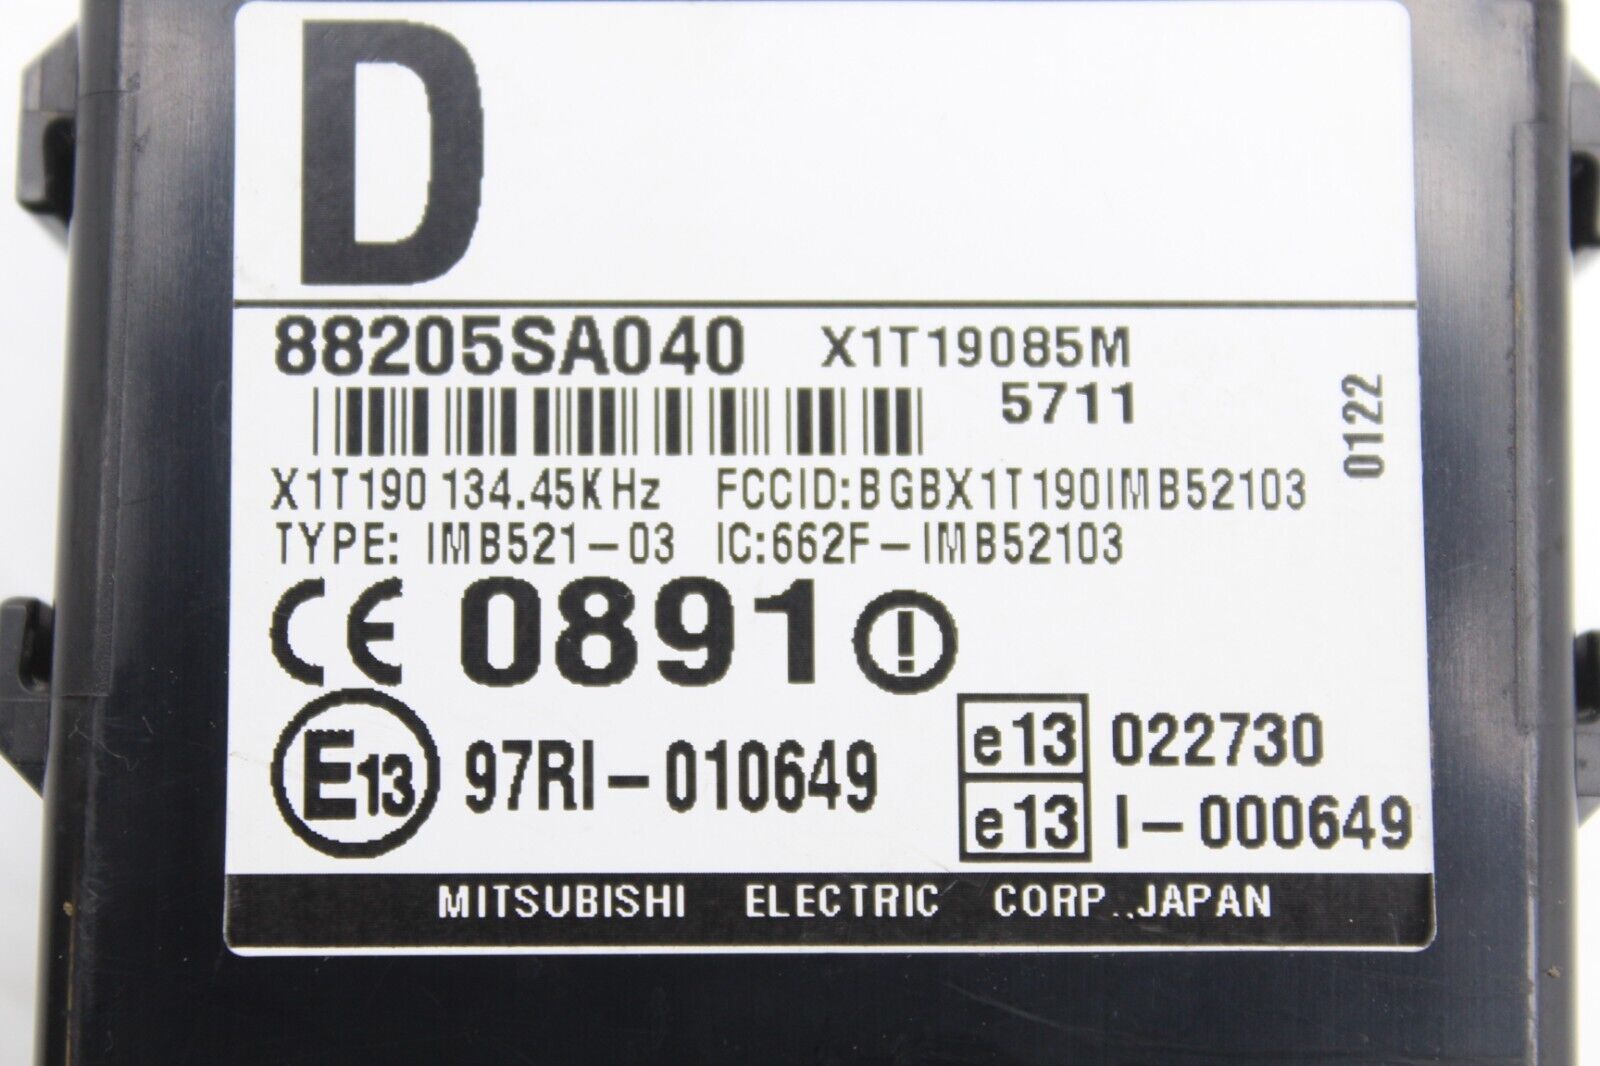 D
88205SA040 X1T19085M
5711
0122
X1T190 134.45KHz FCCID:BGBX1T190IMB52103
TYPE: IMB521-03 IC:662F-IMB52103
CE 0891 !
E13 97RI-010649
e13 022730
e13 I-000649
MITSUBISHI ELECTRIC CORP.,JAPAN